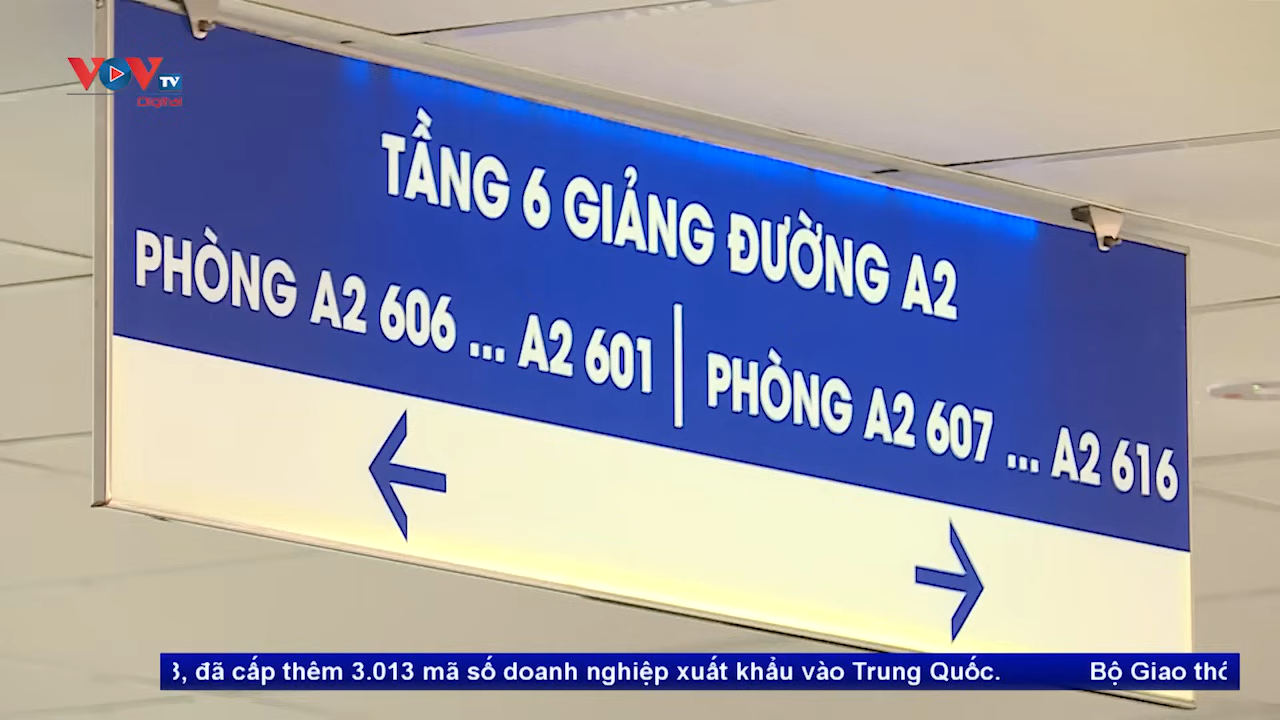 VOV TV
Digital
TẦNG 6 GIẢNG ĐƯỜNG A2
PHÒNG A2 606 ... A2 601 | PHÒNG A2 607 ... A2 616
3, đã cấp thêm 3.013 mã số doanh nghiệp xuất khẩu vào Trung Quốc. Bộ Giao